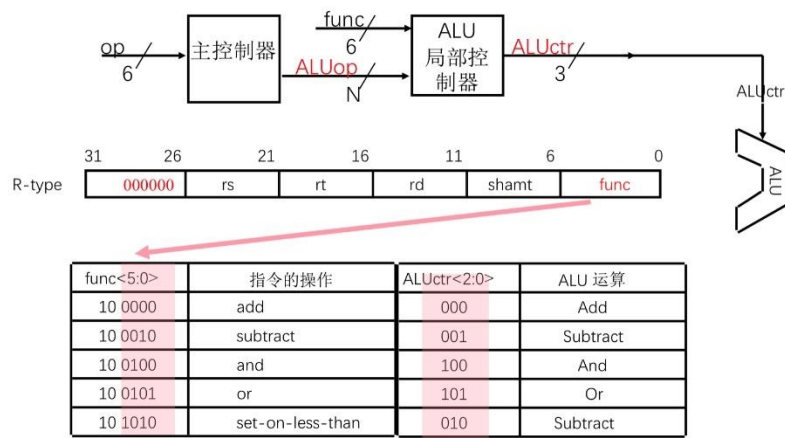 op
6
主控制器
ALUop
N
func
6
ALU
局部控
制器
ALUctr
3
ALUctr
ALU
31 26 21 16 11 6 0
R-type 000000 rs rt rd shamt func
func<5:0> 指令的操作 ALUctr<2:0> ALU 运算
10 0000 add 000 Add
10 0010 subtract 001 Subtract
10 0100 and 100 And
10 0101 or 101 Or
10 1010 set-on-less-than 010 Subtract